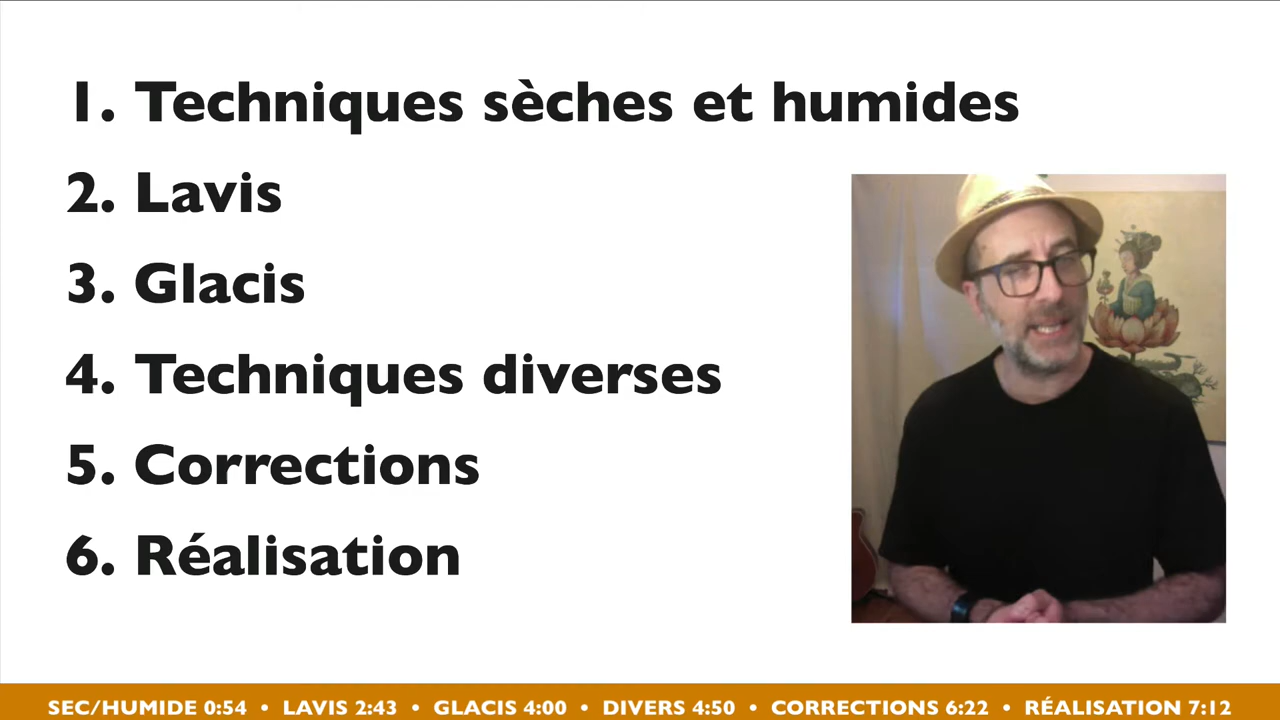 1. Techniques sèches et humides
2. Lavis
3. Glacis
4. Techniques diverses
5. Corrections
6. Réalisation
SEC/HUMIDE 0:54 • LAVIS 2:43 • GLACIS 4:00 • DIVERS 4:50 • CORRECTIONS 6:22 • RÉALISATION 7:12